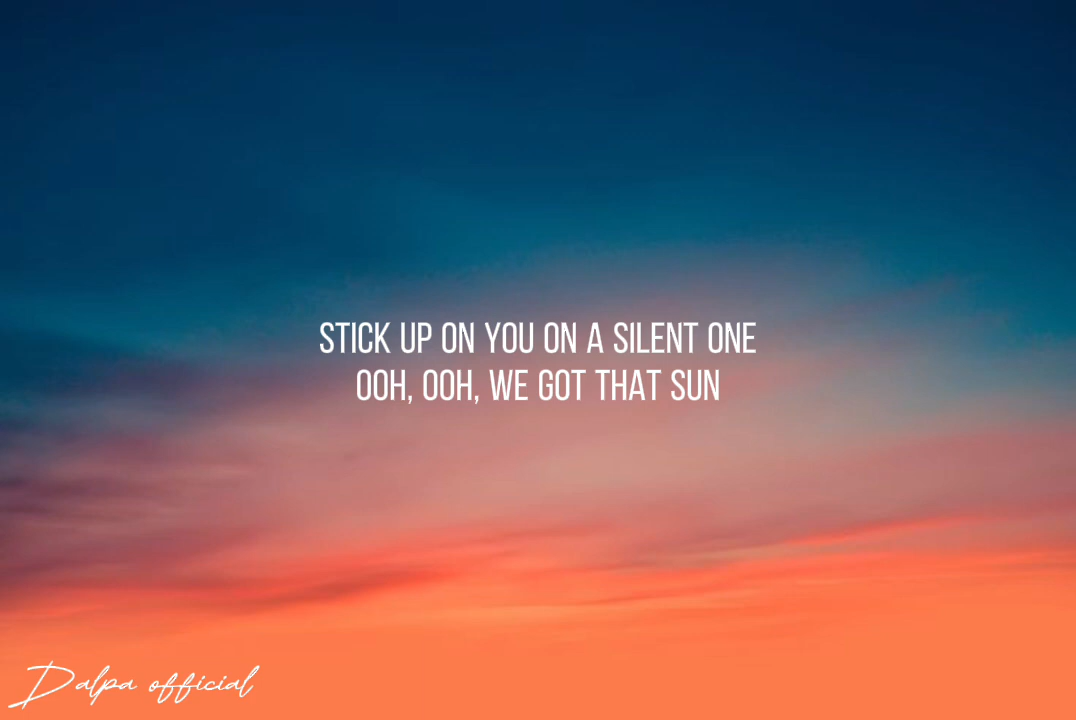 STICK UP ON YOU ON A SILENT ONE
OOH, OOH, WE GOT THAT SUN
Dalpa official